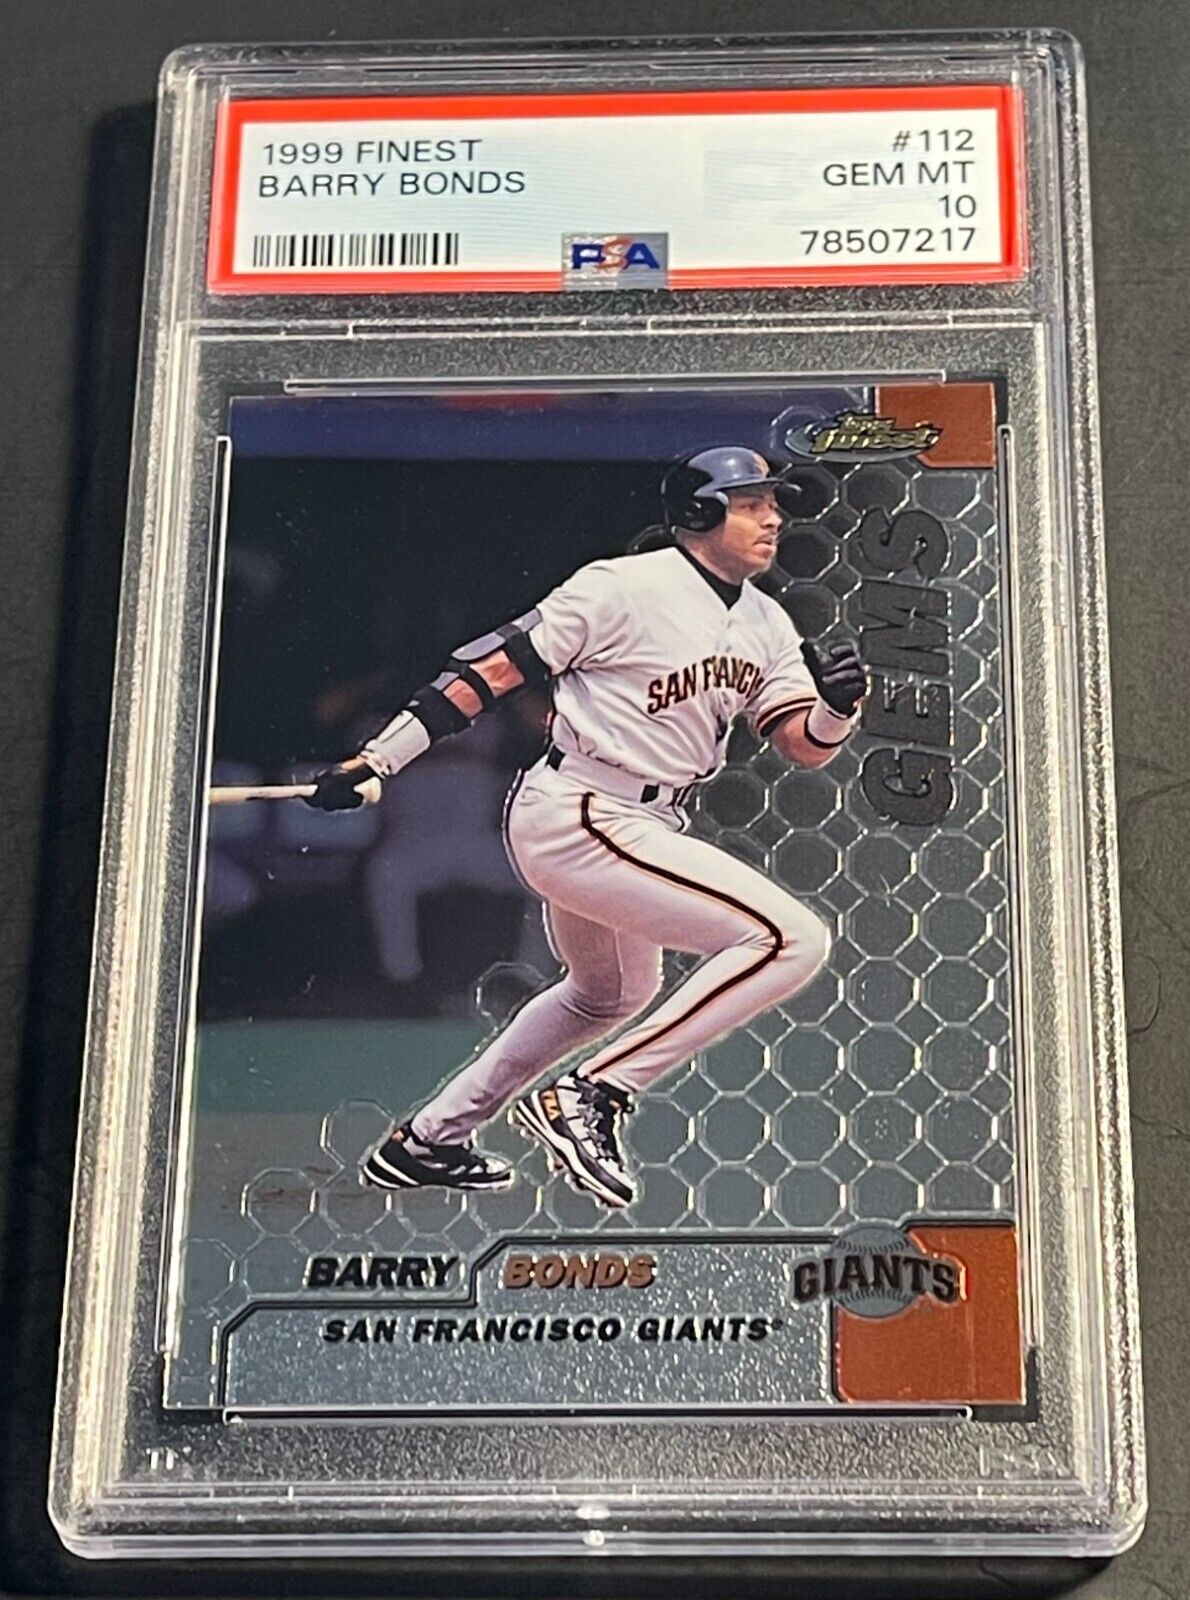 1999 FINEST
BARRY BONDS
#112
GEM MT
10
78507217
PSA
Topps
finest
GEMS
SAN FRANCIS
BARRY BONDS
SAN FRANCISCO GIANTS
GIANTS